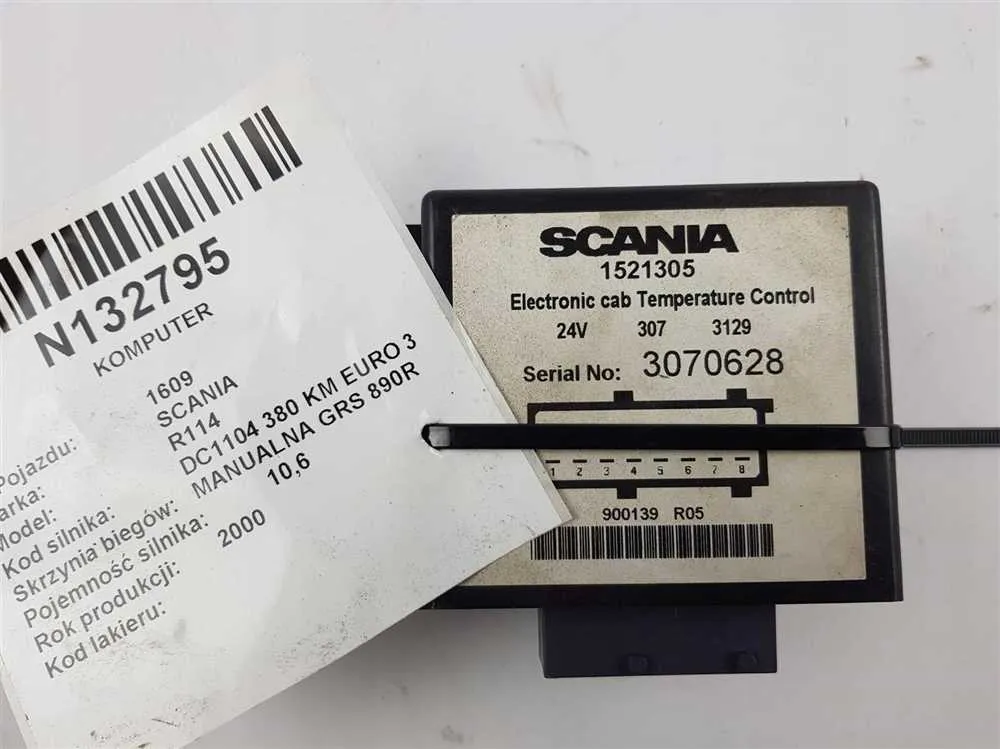 N132795
KOMPUTER
Pojazdu: 1609
arka: SCANIA
Model: R114
Kod silnika: DC1104 380 KM EURO 3
Skrzynia biegów: MANUALNA GRS 890R
Pojemność silnika: 10,6
Rok produkcji: 2000
Kod lakieru:
SCANIA
1521305
Electronic cab Temperature Control
24V 307 3129
Serial No: 3070628
1 2 3 4 5 6 7 8
900139 R05